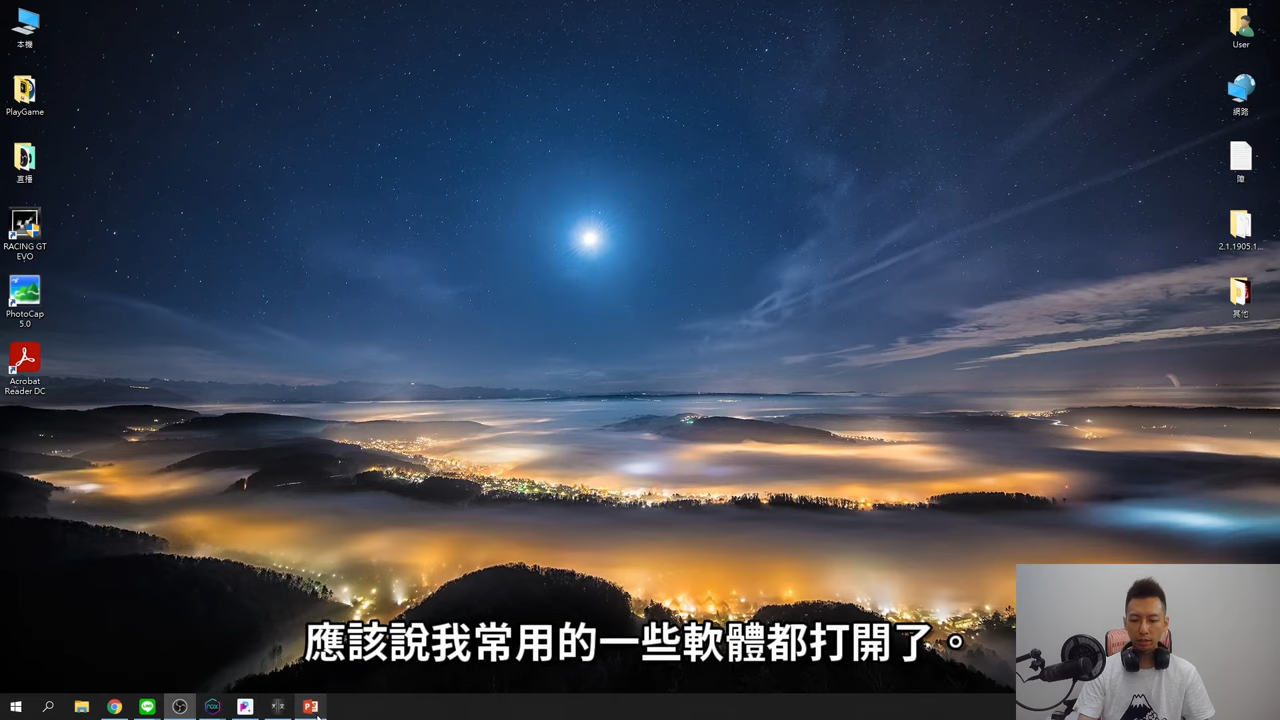 本機
PlayGame
直播
RACING GT
EVO
PhotoCap
5.0
Acrobat
Reader DC
User
網路
2.1.1905.1...
其他
應該說我常用的一些軟體都打開了。
LINE
nox
P